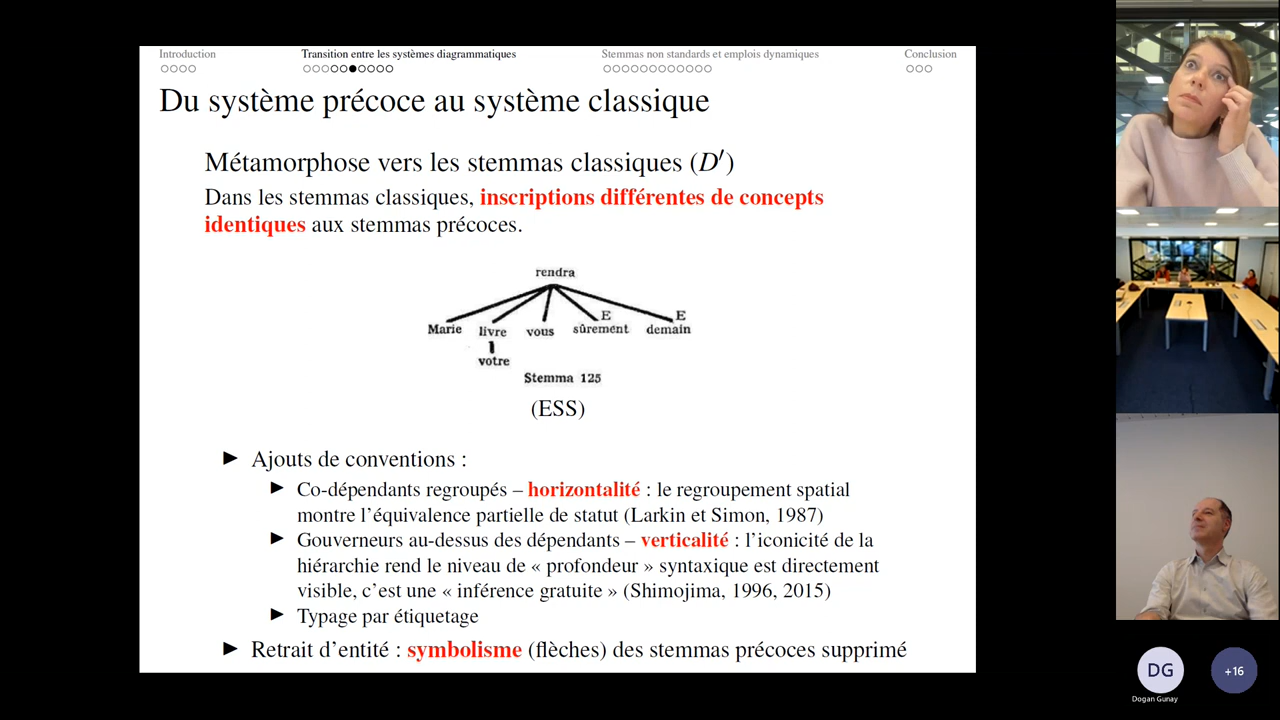 Introduction Transition entre les systèmes diagrammatiques Stemmas non standards et emplois dynamiques Conclusion
Du système précoce au système classique
Métamorphose vers les stemmas classiques (D′)
Dans les stemmas classiques, inscriptions différentes de concepts
identiques aux stemmas précoces.
rendra
E E
Marie livre vous sûrement demain
votre
Stemma 125
(ESS)
Ajouts de conventions :
Co-dépendants regroupés – horizontalité : le regroupement spatial
montre l’équivalence partielle de statut (Larkin et Simon, 1987)
Gouverneurs au-dessus des dépendants – verticalité : l’iconicité de la
hiérarchie rend le niveau de « profondeur » syntaxique est directement
visible, c’est une « inférence gratuite » (Shimojima, 1996, 2015)
Typage par étiquetage
Retrait d’entité : symbolisme (flèches) des stemmas précoces supprimé
DG
+16
Dogan Gunay